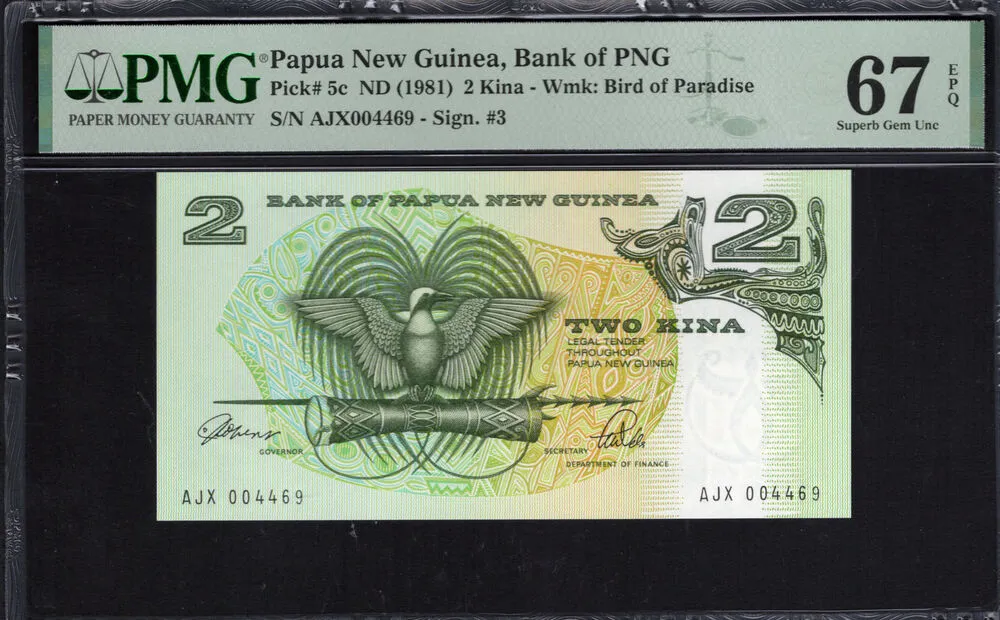 PMG® Papua New Guinea, Bank of PNG
PAPER MONEY GUARANTY
Pick# 5c ND (1981) 2 Kina - Wmk: Bird of Paradise
S/N AJX004469 - Sign. #3
67 EPQ
Superb Gem Unc
2
BANK OF PAPUA NEW GUINEA
2
TWO KINA
LEGAL TENDER
THROUGHOUT
PAPUA NEW GUINEA
GOVERNOR
SECRETARY
DEPARTMENT OF FINANCE
AJX 004469
AJX 004469